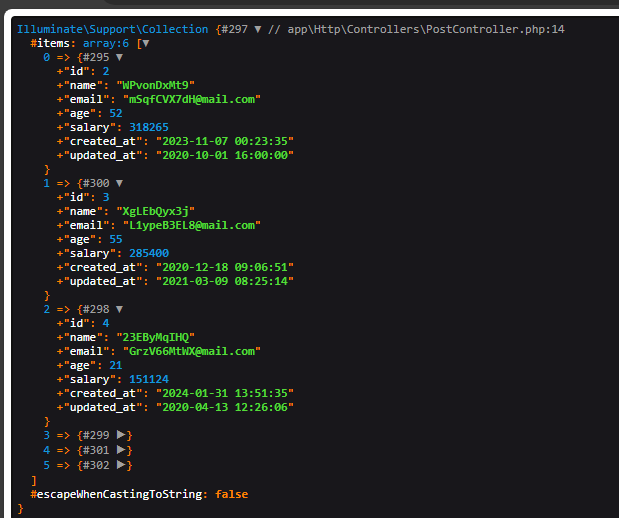 Illuminate\Support\Collection {#297 ▼ // app\Http\Controllers\PostController.php:14
#items: array:6 [▼
0 => {#295 ▼
+"id": 2
+"name": "WPvonDxMt9"
+"email": "mSqfCVX7dH@mail.com"
+"age": 52
+"salary": 318265
+"created_at": "2023-11-07 00:23:35"
+"updated_at": "2020-10-01 16:00:00"
}
1 => {#300 ▼
+"id": 3
+"name": "XgLEbQyx3j"
+"email": "L1ypeB3EL8@mail.com"
+"age": 55
+"salary": 285400
+"created_at": "2020-12-18 09:06:51"
+"updated_at": "2021-03-09 08:25:14"
}
2 => {#298 ▼
+"id": 4
+"name": "23EByMqIHQ"
+"email": "GrzV66MtWX@mail.com"
+"age": 21
+"salary": 151124
+"created_at": "2024-01-31 13:51:35"
+"updated_at": "2020-04-13 12:26:06"
}
3 => {#299 ▶}
4 => {#301 ▶}
5 => {#302 ▶}
]
#escapeWhenCastingToString: false
}